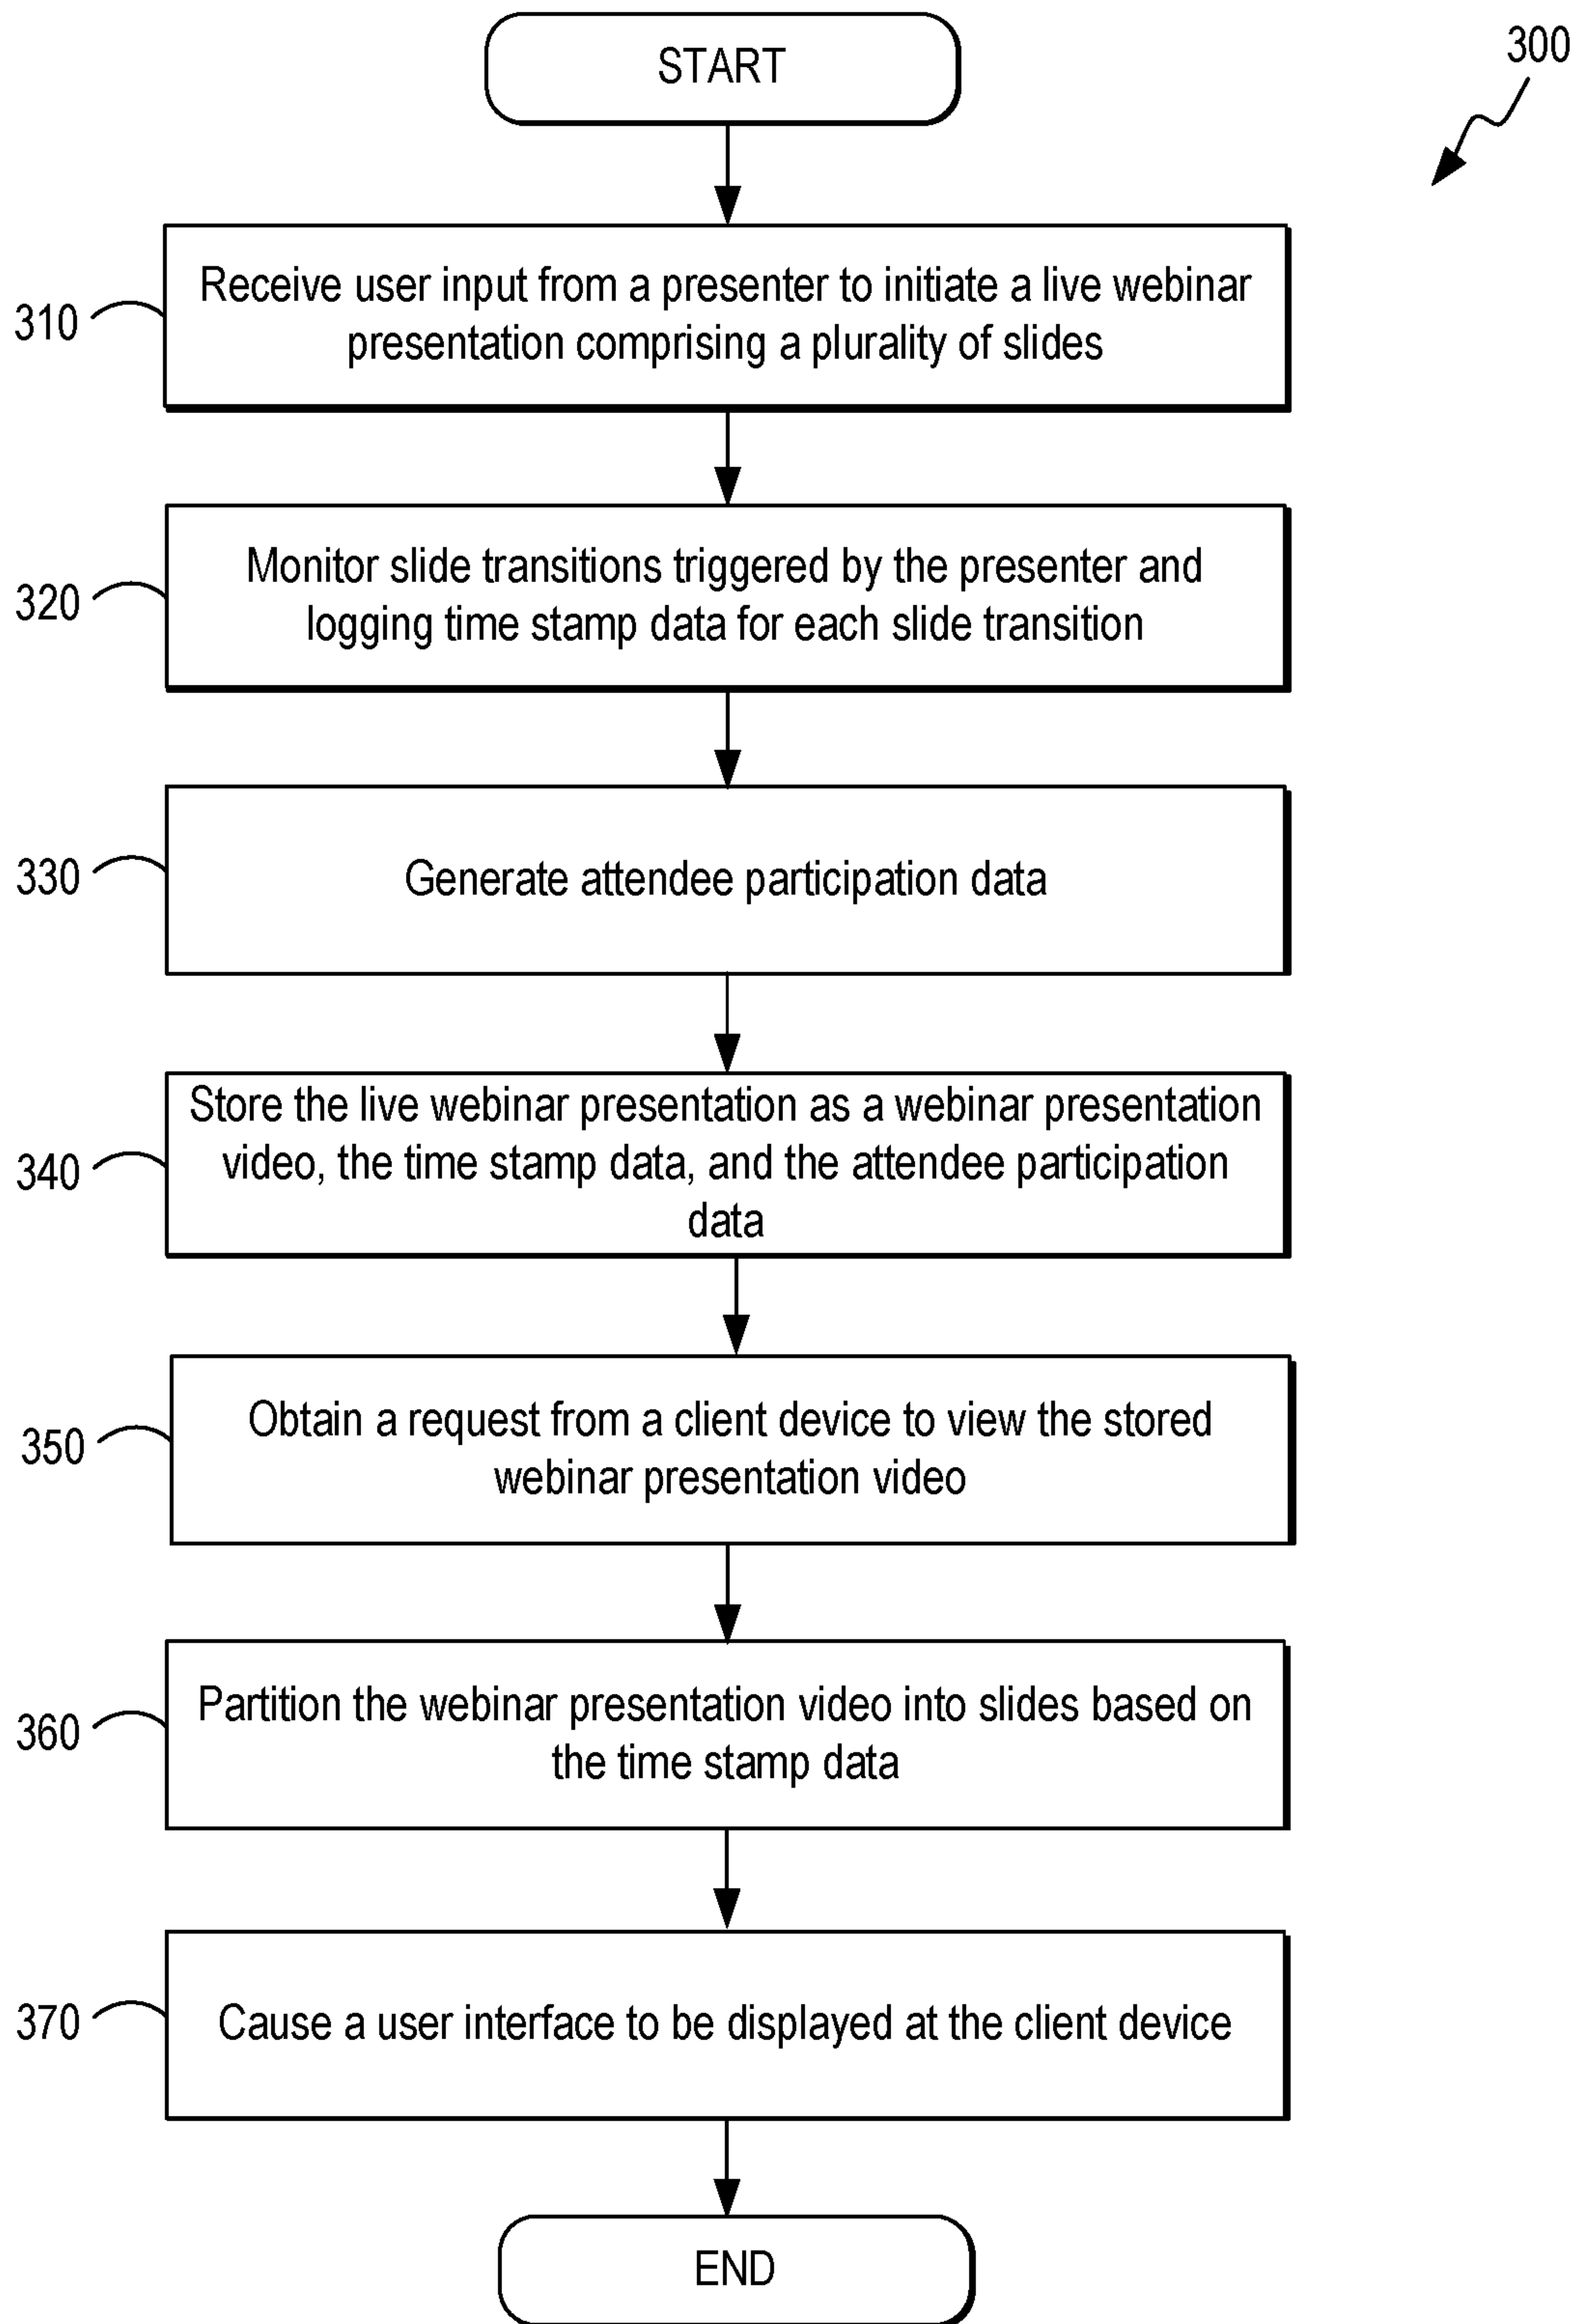 START
300
Receive user input from a presenter to initiate a live webinar
presentation comprising a plurality of slides
310
Monitor slide transitions triggered by the presenter and
logging time stamp data for each slide transition
320
Generate attendee participation data
330
Store the live webinar presentation as a webinar presentation
video, the time stamp data, and the attendee participation
data
340
Obtain a request from a client device to view the stored
webinar presentation video
350
Partition the webinar presentation video into slides based on
the time stamp data
360
Cause a user interface to be displayed at the client device
370
END